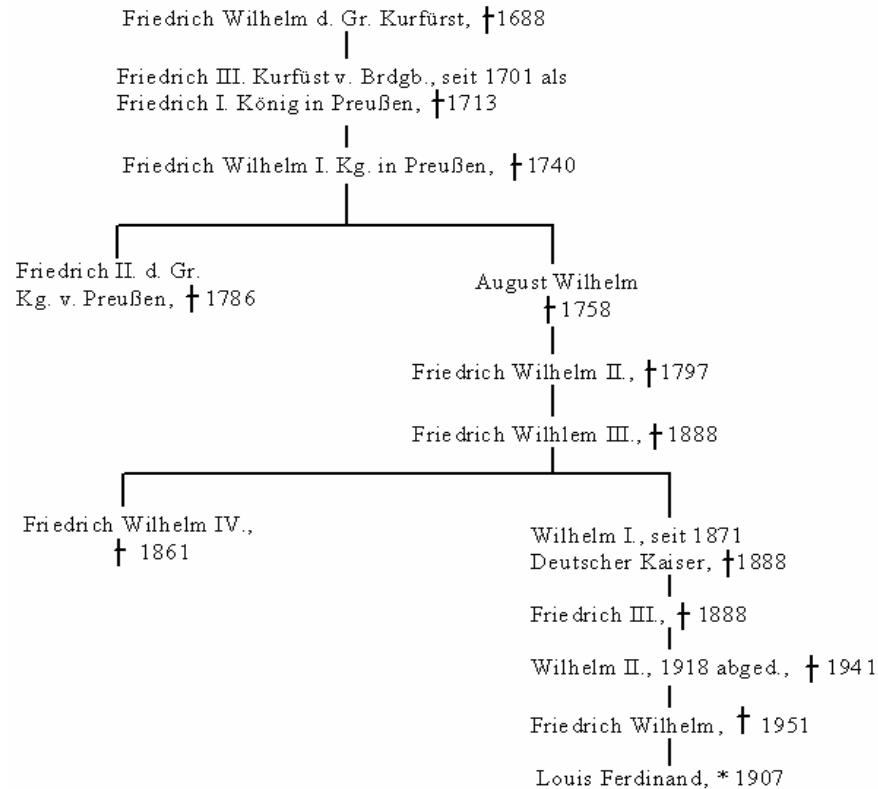 Friedrich Wilhelm d. Gr. Kurfürst, †1688
Friedrich III. Kurfüst v. Brdgb., seit 1701 als
Friedrich I. König in Preußen, †1713
Friedrich Wilhelm I. Kg. in Preußen, †1740
Friedrich II. d. Gr.
Kg. v. Preußen, †1786
August Wilhelm
†1758
Friedrich Wilhelm II., †1797
Friedrich Wilhlem III., †1888
Friedrich Wilhelm IV.,
† 1861
Wilhelm I., seit 1871
Deutscher Kaiser, †1888
Friedrich III., † 1888
Wilhelm II., 1918 abged., † 1941
Friedrich Wilhelm, † 1951
Louis Ferdinand, * 1907